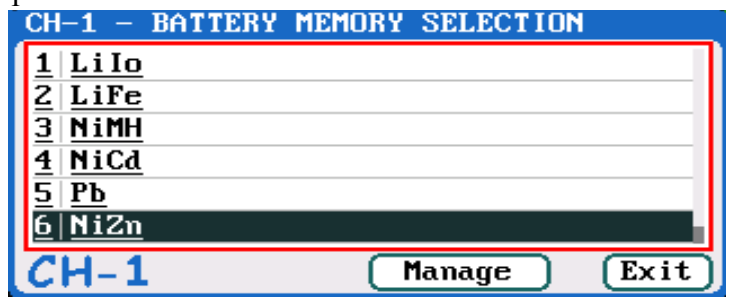 CH-1 - BATTERY MEMORY SELECTION
1 LiIo
2 LiFe
3 NiMH
4 NiCd
5 Pb
6 NiZn
CH-1 Manage Exit